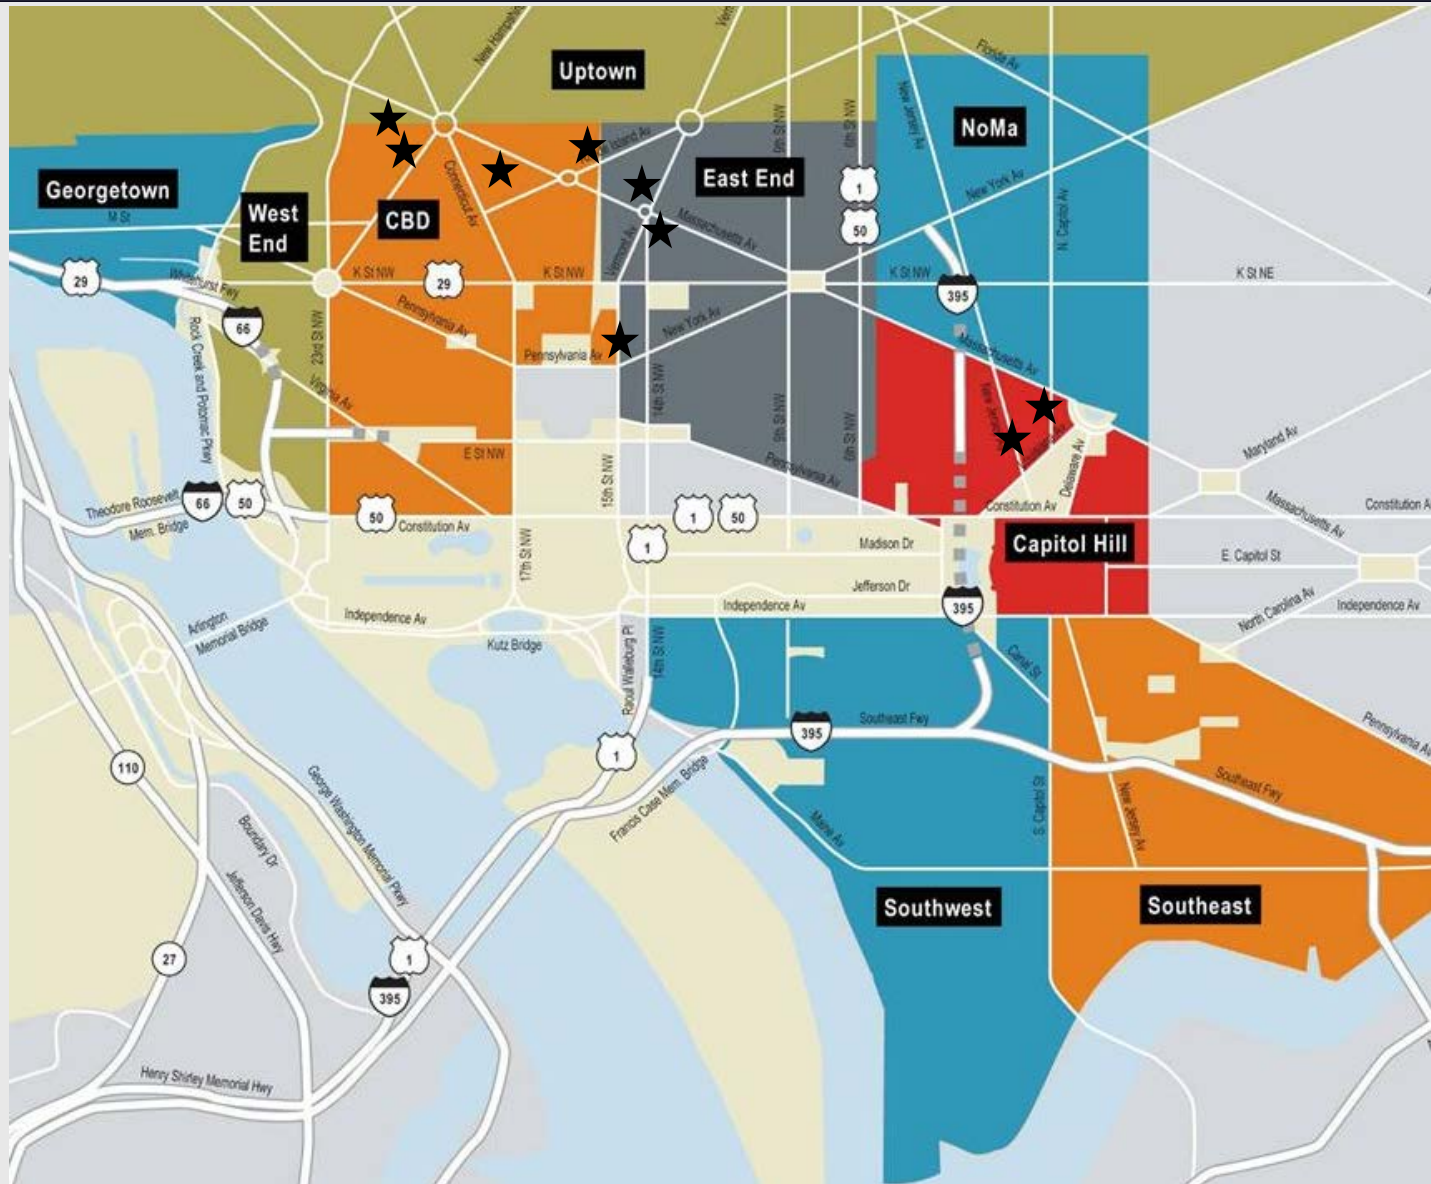 New Hampshire
Florida Av
Uptown
New Jersey Av
NoMa
9th St NW
6th St NW
Island Av
Georgetown
M St
West
End
CBD
Connecticut Av
East End
1
50
New York Av
N. Capitol Av
Massachusetts Av
Vermont Av
29
Whitehurst Fwy
K St NW
29
K St NW
K St NW
395
K St NE
66
Pennsylvania Av
New York Av
23rd St NW
Rock Creek and Potomac Pkwy
Pennsylvania Av
Massachusetts Av
Virginia Av
14th St NW
9th St NW
6th St NW
New Jersey Av
E St NW
Pennsylvania Av
15th St NW
Delaware Av
Maryland Av
Theodore Roosevelt
Mem. Bridge
66
50
50
Constitution Av
1
50
Constitution Av
Massachusetts Av
Constitution A
1
17th St NW
Madison Dr
Capitol Hill
E. Capitol St
Jefferson Dr
Independence Av
Independence Av
395
North Carolina Av
Independence Av
Arlington
Memorial Bridge
Kutz Bridge
Raoul Wallenburg Pl
14th St NW
Canal St
1
395
Southeast Fwy
Pennsylvania Av
110
George Washington Memorial Pkwy
Francis Case Mem. Bridge
Maine Av
S. Capitol St
New Jersey Av
Southeast Fwy
Boundary Dr
Jefferson Davis Hwy
Southwest
Southeast
27
1
395
Henry Shirley Memorial Hwy